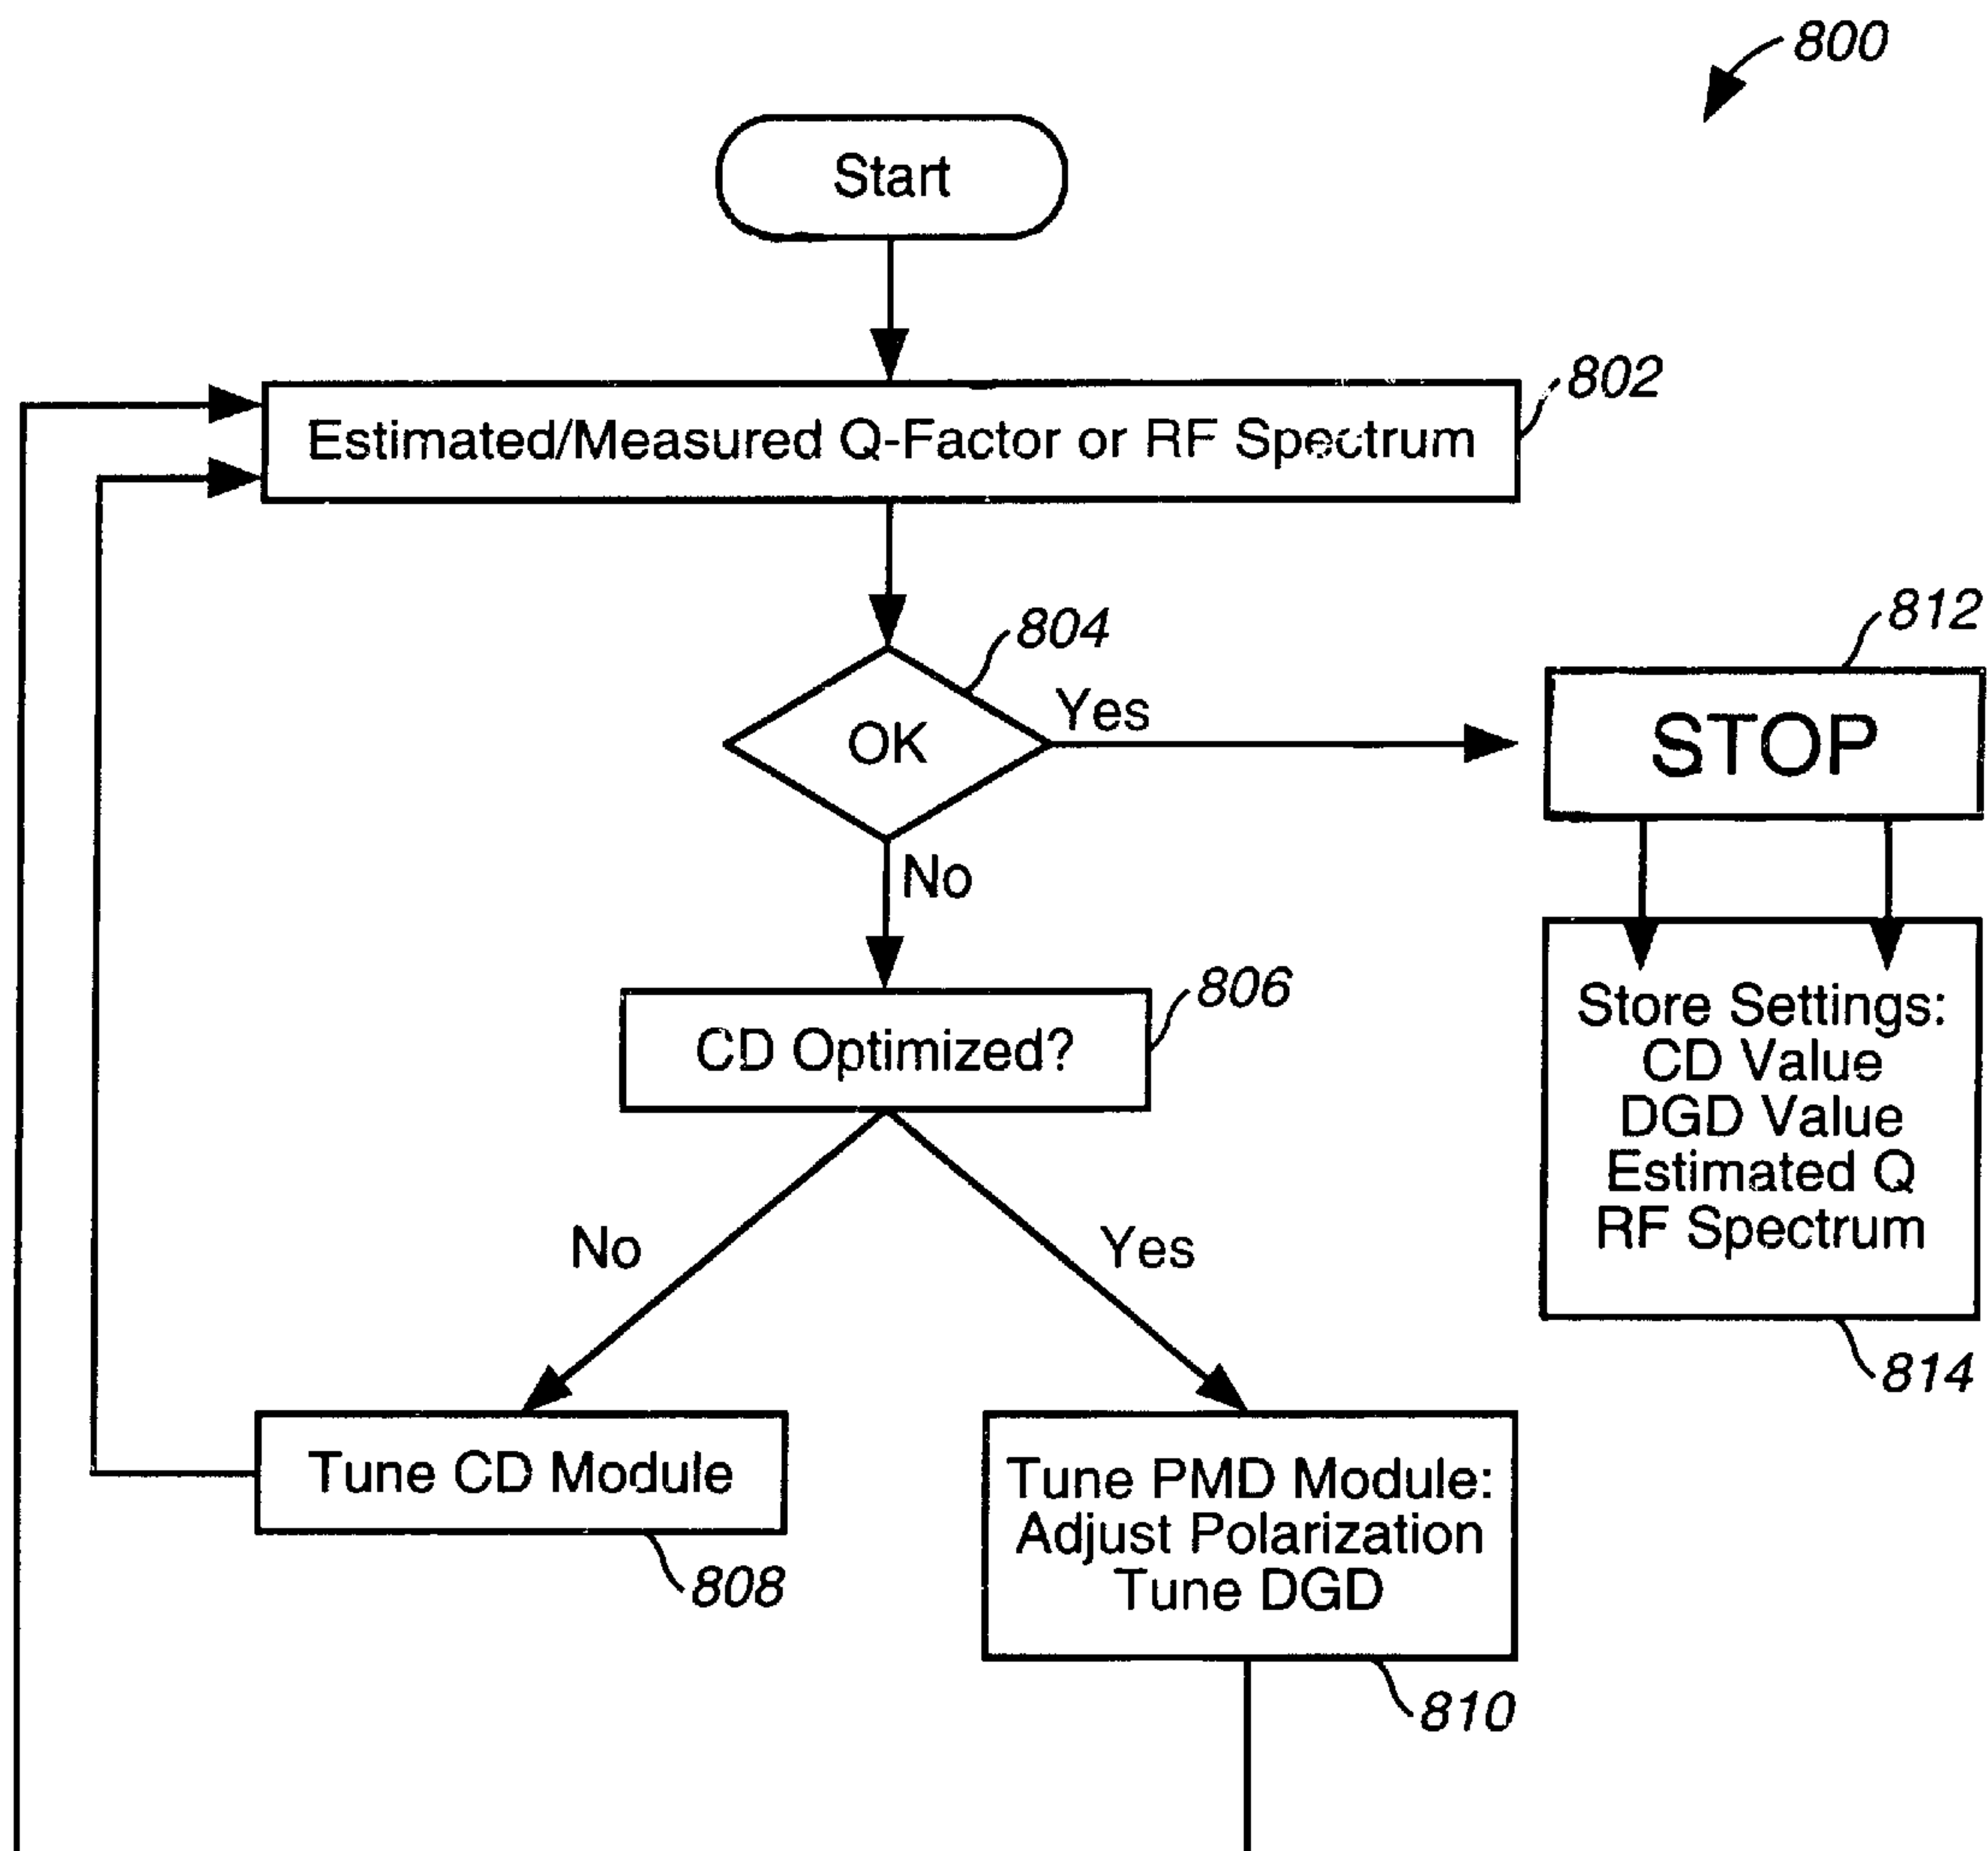 800
Start
802
Estimated/Measured Q-Factor or RF Spectrum
804
OK
Yes
812
STOP
No
806
CD Optimized?
Store Settings:
CD Value
DGD Value
Estimated Q
RF Spectrum
814
No
Yes
Tune CD Module
808
Tune PMD Module:
Adjust Polarization
Tune DGD
810